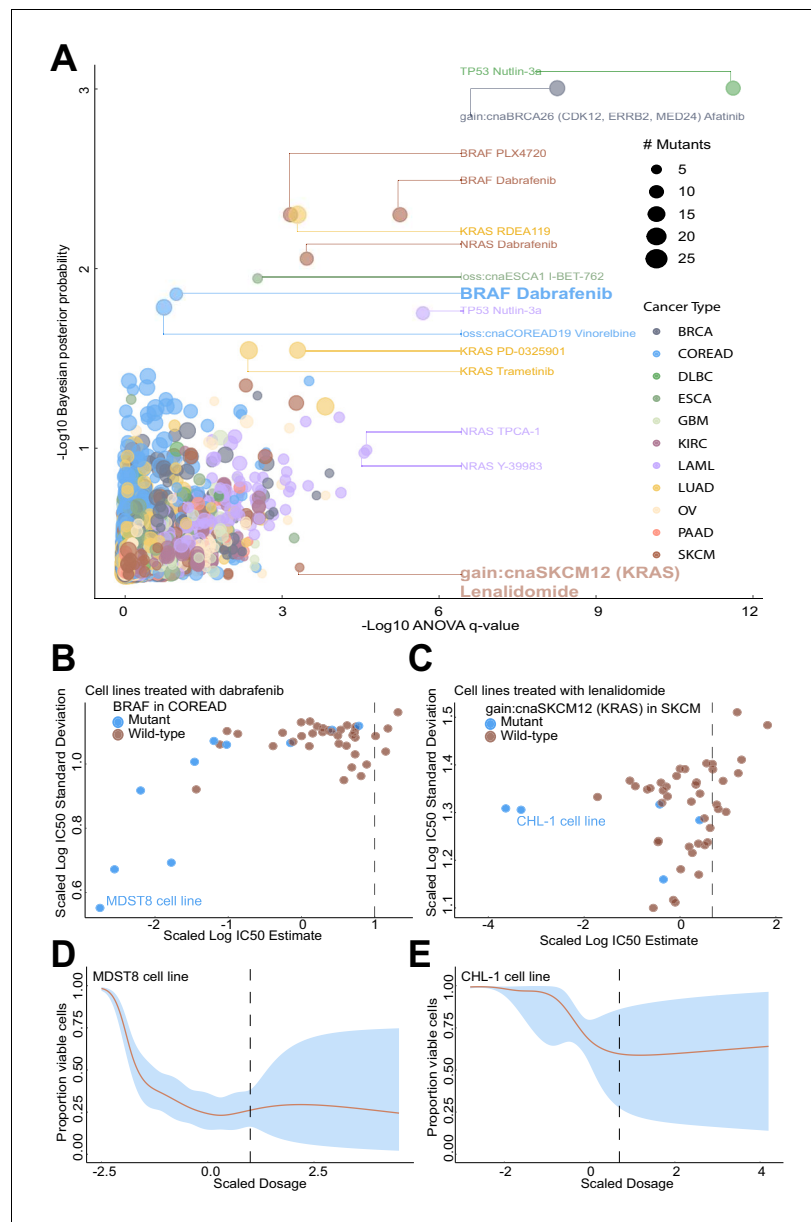 A
TP53 Nutlin-3a
gain:cnaBRCA26 (CDK12, ERRB2, MED24) Afatinib
BRAF PLX4720
BRAF Dabrafenib
KRAS RDEA119
NRAS Dabrafenib
loss:cnaESCA1 I-BET-762
BRAF Dabrafenib
TP53 Nutlin-3a
loss:cnaCOREAD19 Vinorelbine
KRAS PD-0325901
KRAS Trametinib
NRAS TPCA-1
NRAS Y-39983
gain:cnaSKCM12 (KRAS)
Lenalidomide
# Mutants
5
10
15
20
25
Cancer Type
BRCA
COREAD
DLBC
ESCA
GBM
KIRC
LAML
LUAD
OV
PAAD
SKCM
-Log10 Bayesian posterior probability
3
2
1
0 3 6 9 12
-Log10 ANOVA q-value
B
Cell lines treated with dabrafenib
BRAF in COREAD
Mutant
Wild-type
MDST8 cell line
Scaled Log IC50 Standard Deviation
1.0
0.8
0.6
-2 -1 0 1
Scaled Log IC50 Estimate
C
Cell lines treated with lenalidomide
gain:cnaSKCM12 (KRAS) in SKCM
Mutant
Wild-type
CHL-1 cell line
Scaled Log IC50 Standard Deviation
1.5
1.4
1.3
1.2
1.1
-4 -2 0 2
Scaled Log IC50 Estimate
D
MDST8 cell line
Proportion viable cells
1.00
0.75
0.50
0.25
0.00
-2.5 0.0 2.5
Scaled Dosage
E
CHL-1 cell line
Proportion viable cells
1.00
0.75
0.50
0.25
0.00
-2 0 2 4
Scaled Dosage